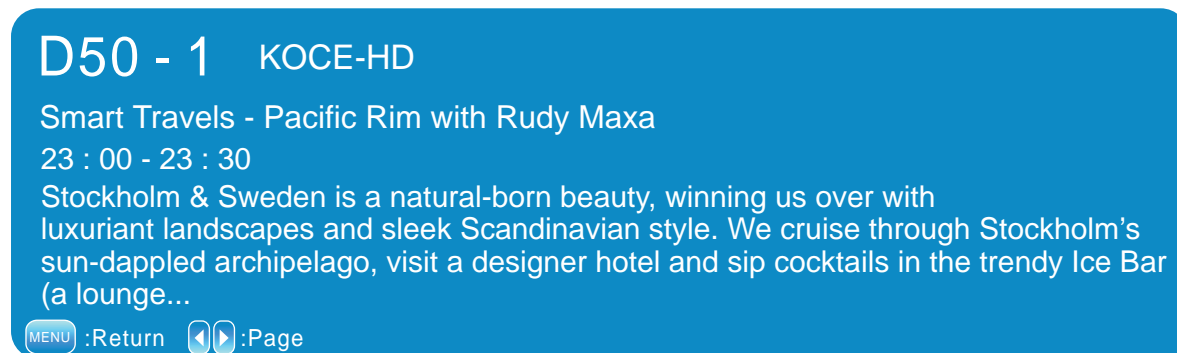 D50 - 1 KOCE-HD
Smart Travels - Pacific Rim with Rudy Maxa
23 : 00 - 23 : 30
Stockholm & Sweden is a natural-born beauty, winning us over with
luxuriant landscapes and sleek Scandinavian style. We cruise through Stockholm’s
sun-dappled archipelago, visit a designer hotel and sip cocktails in the trendy Ice Bar
(a lounge...
MENU :Return :Page